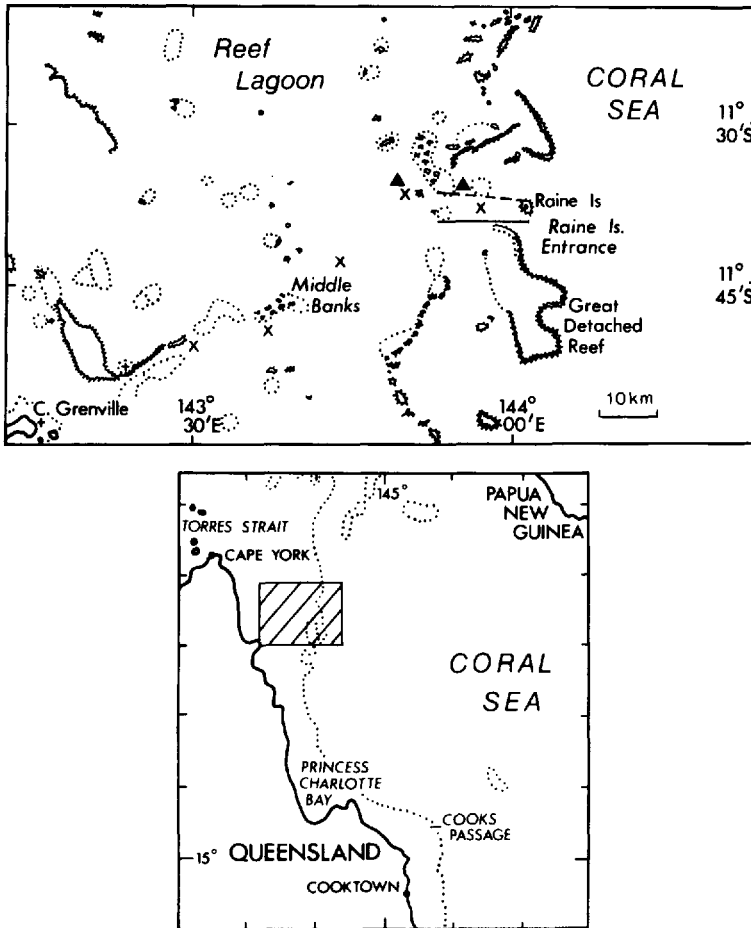 Reef
Lagoon
CORAL
SEA
11°
30'S
Raine Is
X
X
Raine Is.
Entrance
X
11°
45'S
Middle
Banks
Great
Detached
Reef
X
X
C. Grenville
143°
30'E
144°
00'E
10km
145°
PAPUA
NEW
GUINEA
TORRES STRAIT
CAPE YORK
CORAL
SEA
PRINCESS
CHARLOTTE
BAY
COOKS
PASSAGE
15°
QUEENSLAND
COOKTOWN